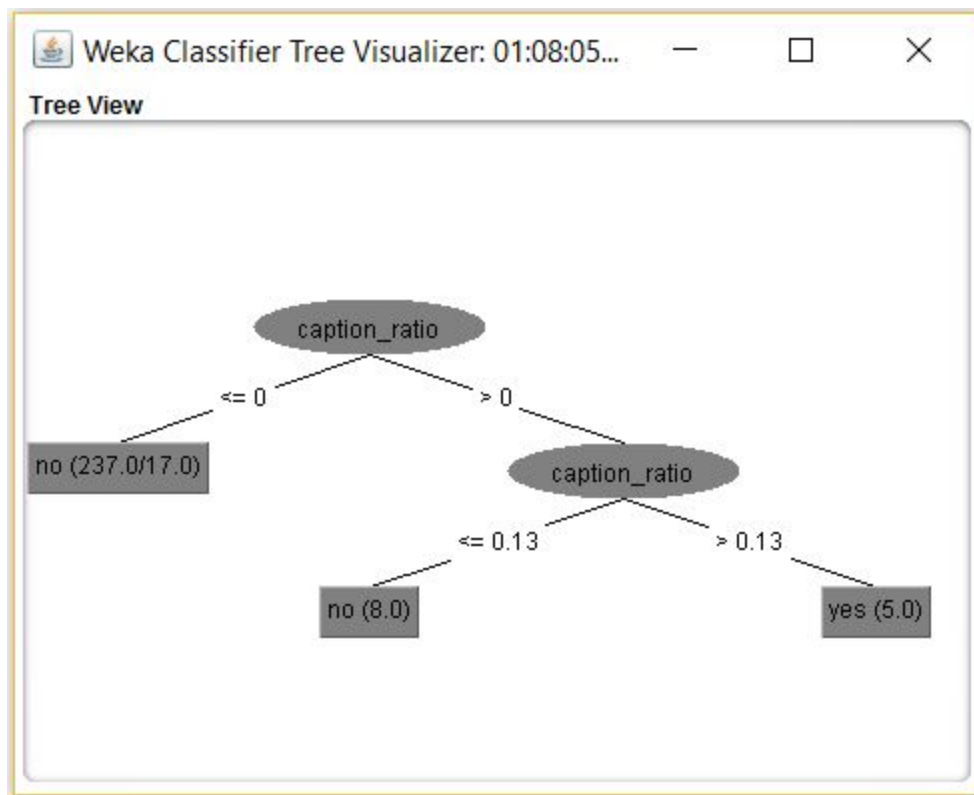 Weka Classifier Tree Visualizer: 01:08:05...
Tree View
caption_ratio
<= 0
> 0
no (237.0/17.0)
caption_ratio
<= 0.13
> 0.13
no (8.0)
yes (5.0)